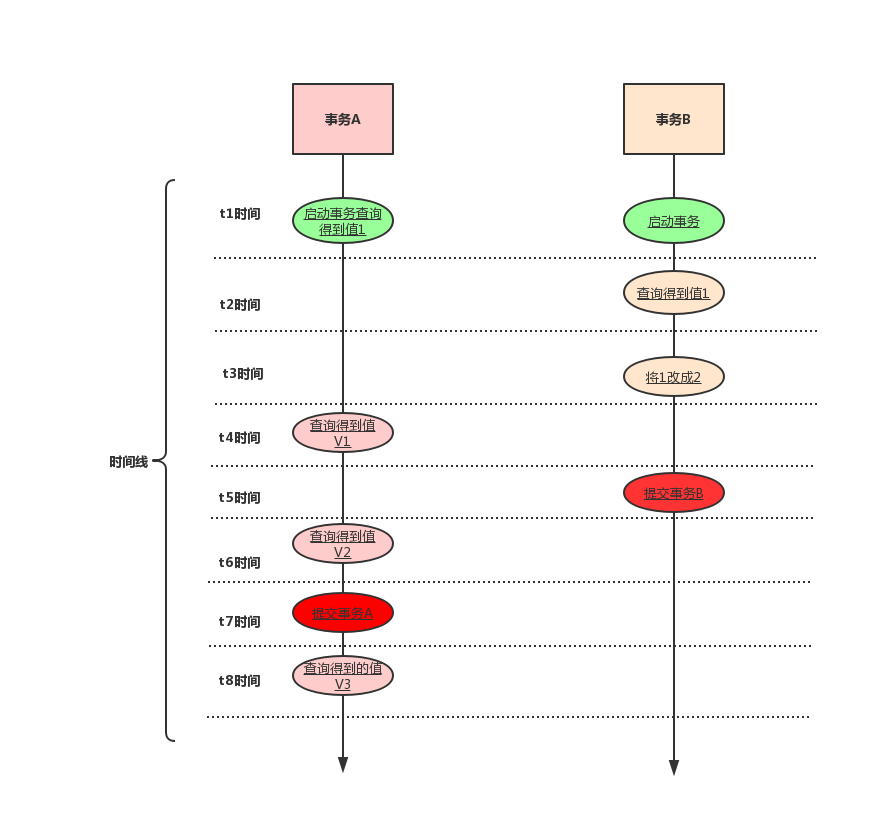 事务A
事务B
t1时间
启动事务查询
得到值1
启动事务
t2时间
查询得到值1
t3时间
将1改成2
t4时间
查询得到值
V1
时间线
t5时间
提交事务B
查询得到值
V2
t6时间
提交事务A
t7时间
查询得到的值
V3
t8时间